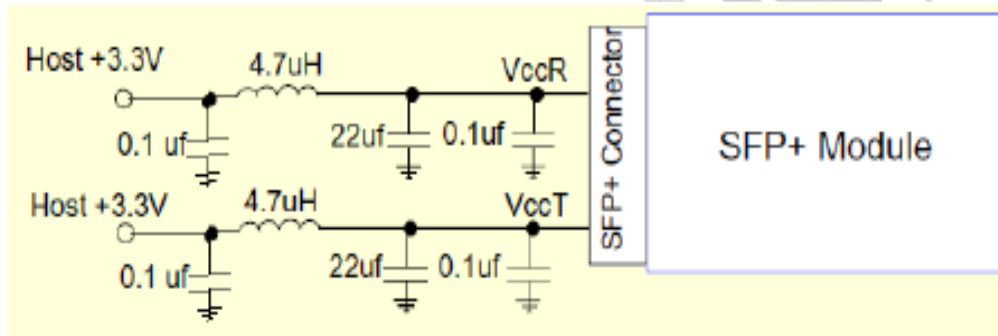 Host +3.3V
4.7uH
VccR
0.1 uf
22uf
0.1uf
Host +3.3V
4.7uH
VccT
0.1 uf
22uf
0.1uf
SFP+ Connector
SFP+ Module